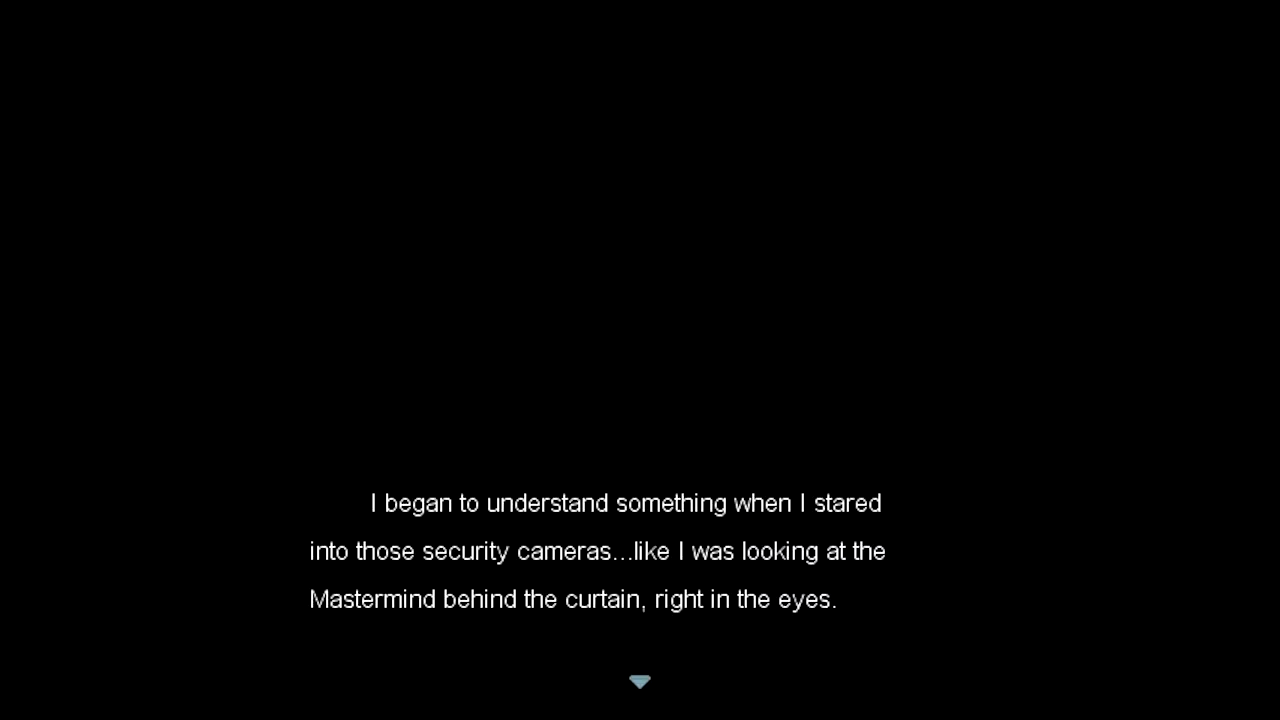 I began to understand something when I stared
into those security cameras...like I was looking at the
Mastermind behind the curtain, right in the eyes.